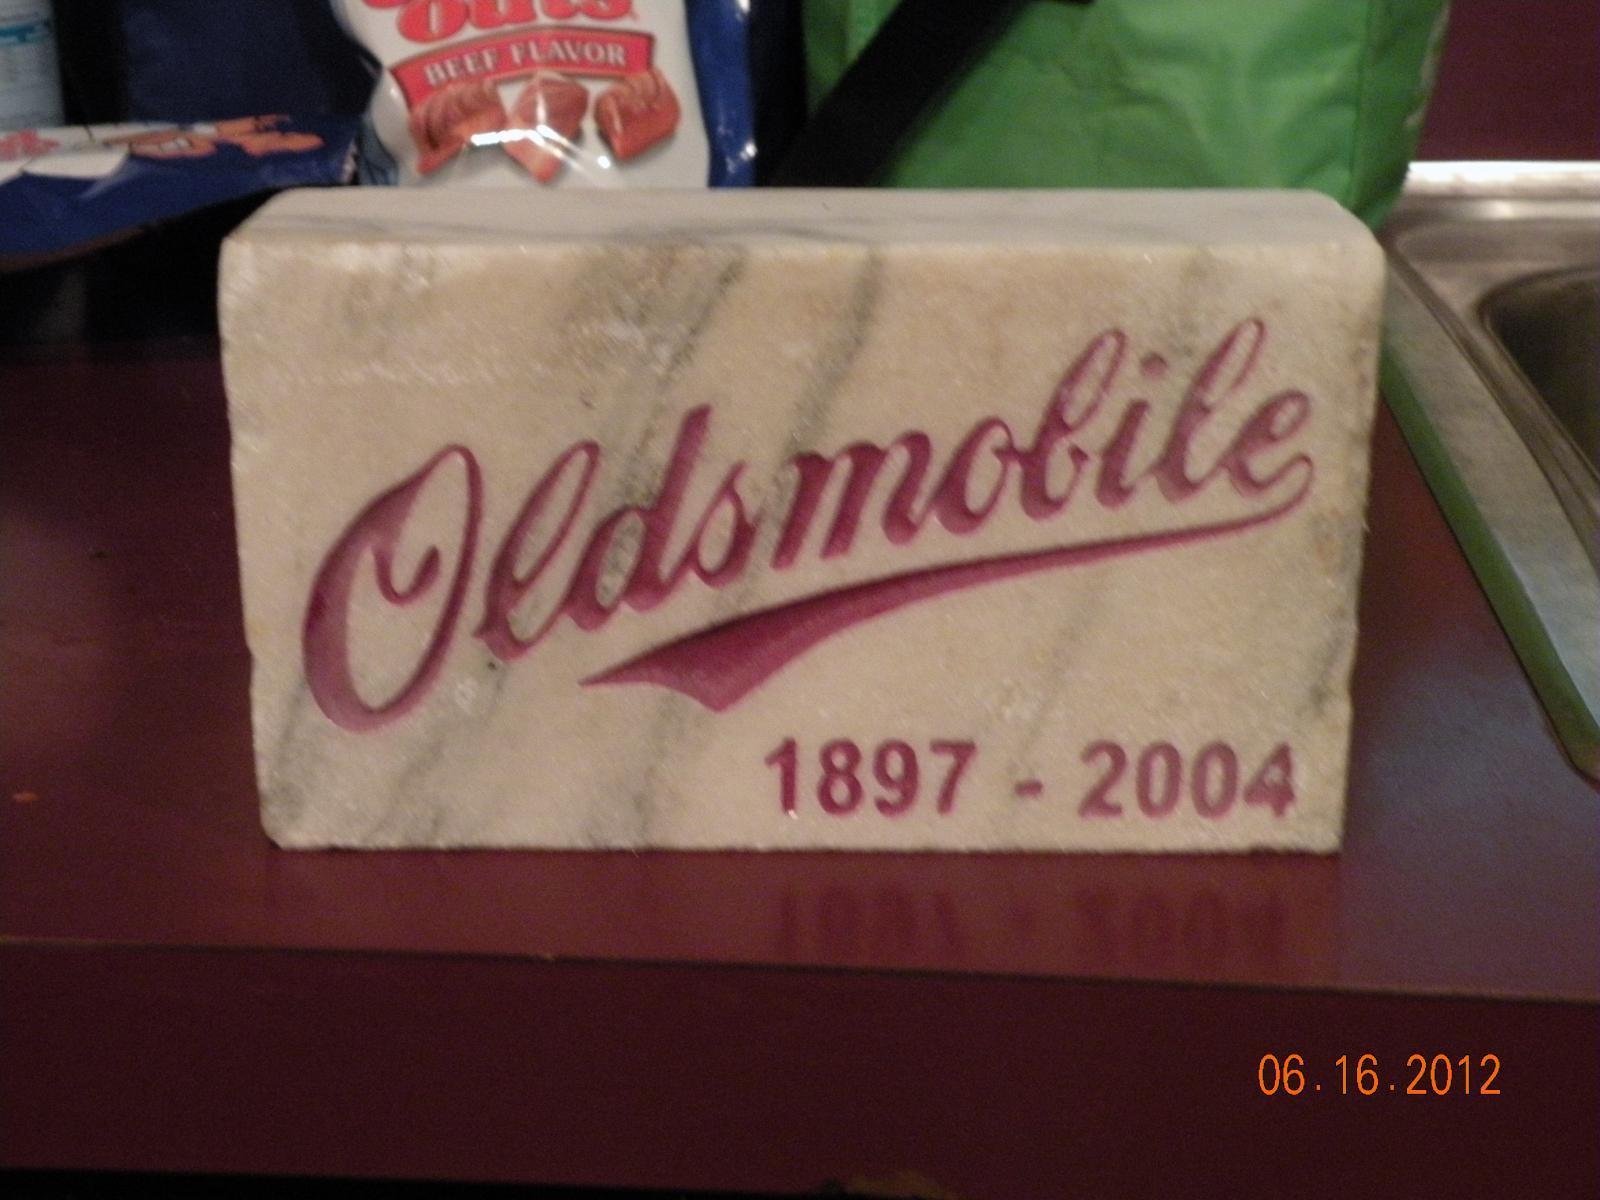 BEEF FLAVOR
Oldsmobile
1897 - 2004
06.16.2012